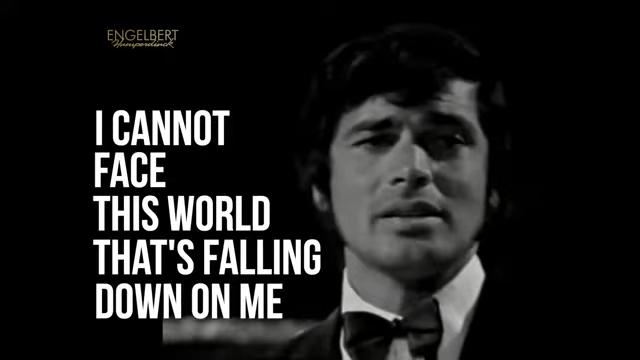 ENGELBERT
Humperdinck
I CANNOT
FACE
THIS WORLD
THAT'S FALLING
DOWN ON ME